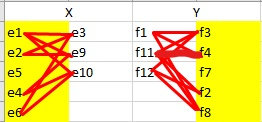 X Y
e1 e3 f1 f3
e2 e9 f11 f4
e5 e10 f12 f7
e4 f2
e6 f8